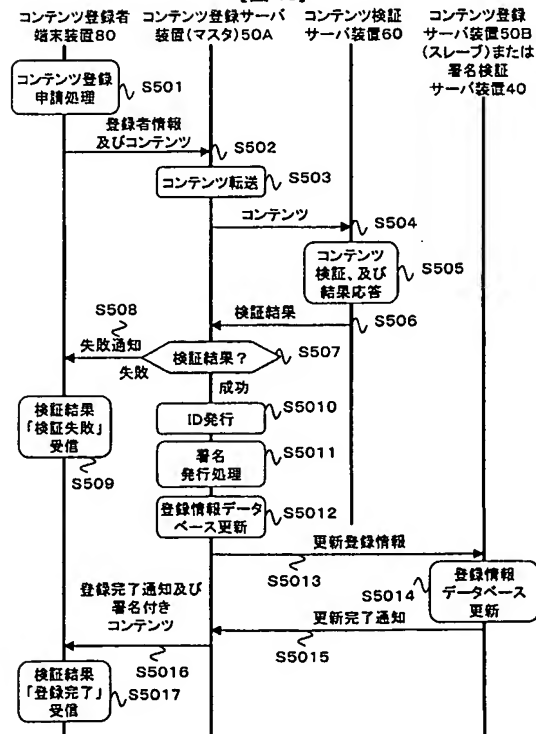 コンテンツ登録者
端末装置80
コンテンツ登録サーバ
装置(マスタ)50A
コンテンツ検証
サーバ装置60
コンテンツ登録
サーバ装置50B
(スレーブ)または
署名検証
サーバ装置40
コンテンツ登録
申請処理
S501
登録者情報
及びコンテンツ
S502
コンテンツ転送
S503
コンテンツ
S504
コンテンツ
検証、及び
結果応答
S505
検証結果
S506
S508
失敗通知
失敗
検証結果?
S507
成功
検証結果
「検証失敗」
受信
S509
ID発行
S5010
署名
発行処理
S5011
登録情報データ
ベース更新
S5012
更新登録情報
S5013
登録情報
データベース
更新
S5014
登録完了通知及び
署名付き
コンテンツ
更新完了通知
S5015
S5016
検証結果
「登録完了」
受信
S5017